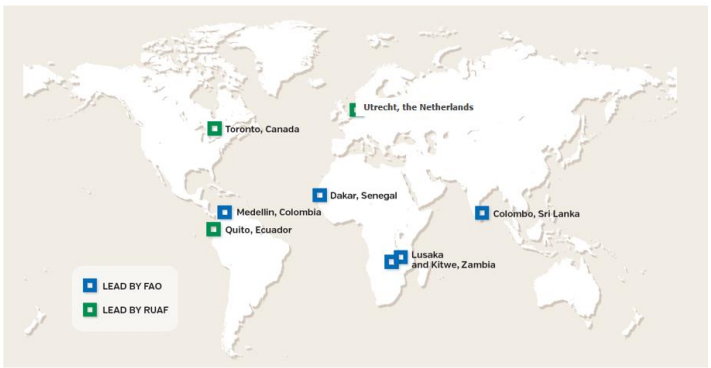 Utrecht, the Netherlands
Toronto, Canada
Dakar, Senegal
Medellin, Colombia
Colombo, Sri Lanka
Quito, Ecuador
Lusaka
and Kitwe, Zambia
LEAD BY FAO
LEAD BY RUAF